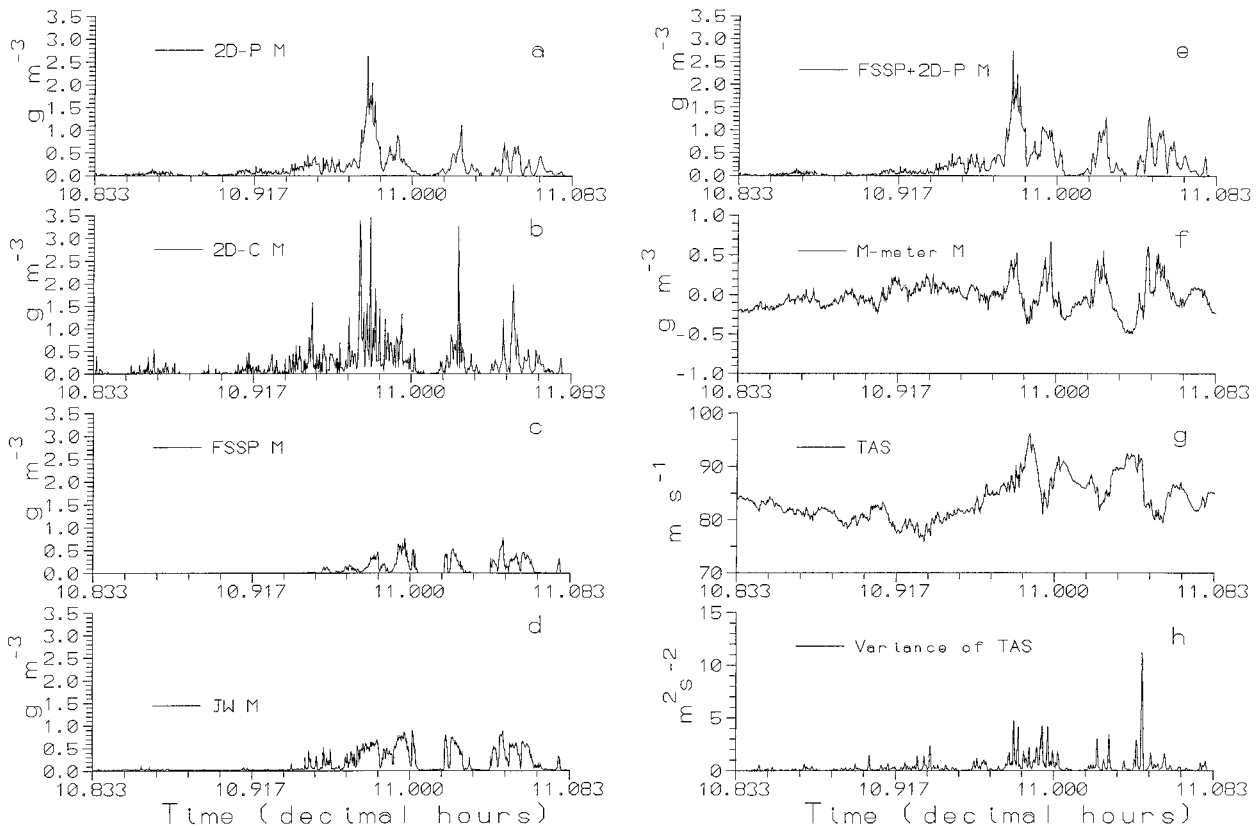 3.5
3.0
2.5
2.0
1.5
1.0
0.5
0.0
g m-3
2D-P M
a
10.833 10.917 11.000 11.083
3.5
3.0
2.5
2.0
1.5
1.0
0.5
0.0
g m-3
2D-C M
b
10.833 10.917 11.000 11.083
3.5
3.0
2.5
2.0
1.5
1.0
0.5
0.0
g m-3
FSSP M
c
10.833 10.917 11.000 11.083
3.5
3.0
2.5
2.0
1.5
1.0
0.5
0.0
g m-3
JW M
d
10.833 10.917 11.000 11.083
Time (decimal hours)
3.5
3.0
2.5
2.0
1.5
1.0
0.5
0.0
g m-3
FSSP+2D-P M
e
10.833 10.917 11.000 11.083
1.0
0.5
0.0
-0.5
-1.0
g m-3
M-meter M
f
10.833 10.917 11.000 11.083
100
90
80
70
m s-1
TAS
g
10.833 10.917 11.000 11.083
15
10
5
0
m2s-2
Variance of TAS
h
10.833 10.917 11.000 11.083
Time (decimal hours)